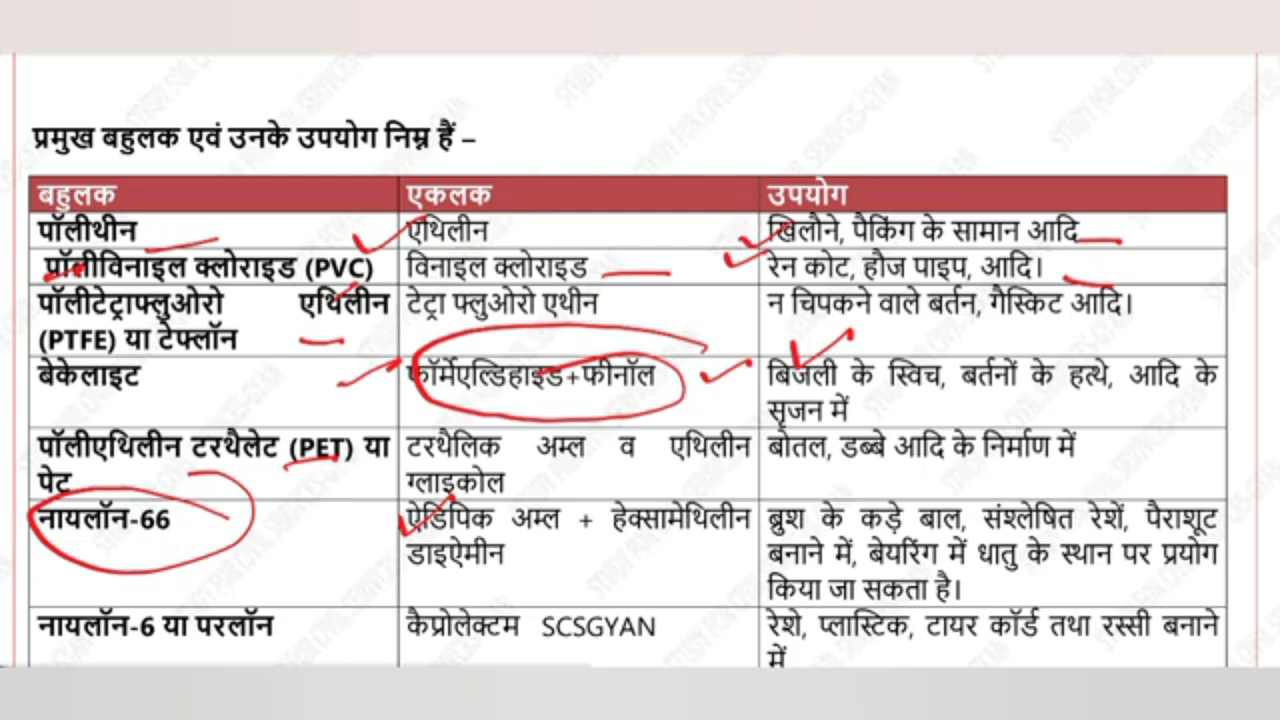 प्रमुख बहुलक एवं उनके उपयोग निम्न हैं –
बहुलक एकलक उपयोग
पॉलीथीन एथिलीन खिलौने, पैकिंग के सामान आदि
पॉलीविनाइल क्लोराइड (PVC) विनाइल क्लोराइड रेन कोट, हौज पाइप, आदि।
पॉलीटेट्राफ्लुओरो एथिलीन टेट्रा फ्लुओरो एथीन न चिपकने वाले बर्तन, गैस्किट आदि।
(PTFE) या टेफ्लॉन
बेकेलाइट फॉर्मेएल्डिहाइड+फीनॉल बिजली के स्विच, बर्तनों के हत्थे, आदि के
सृजन में
पॉलीएथिलीन टरथैलेट (PET) या टरथैलिक अम्ल व एथिलीन बोतल, डब्बे आदि के निर्माण में
पेट ग्लाइकोल
नायलॉन-66 ऐडिपिक अम्ल + हेक्सामेथिलीन ब्रुश के कड़े बाल, संश्लेषित रेशें, पैराशूट
डाइऐमीन बनाने में, बेयरिंग में धातु के स्थान पर प्रयोग
किया जा सकता है।
नायलॉन-6 या परलॉन कैप्रोलेक्टम SCSGYAN रेशे, प्लास्टिक, टायर कॉर्ड तथा रस्सी बनाने
में